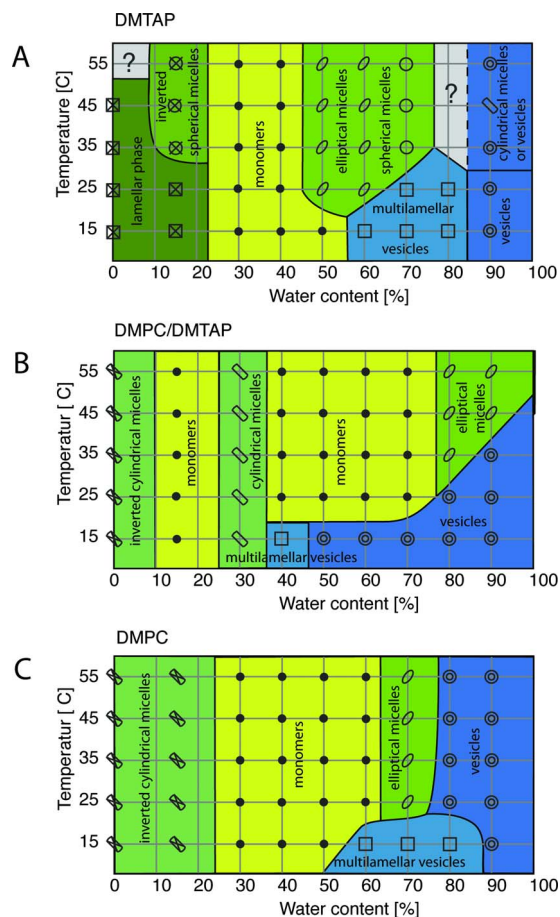 DMTAP
A
Temperature [C]
55
45
35
25
15
?
inverted
spherical micelles
lamellar phase
monomers
elliptical micelles
spherical micelles
?
cylindrical micelles
or vesicles
multilamellar
vesicles
vesicles
0 10 20 30 40 50 60 70 80 90 100
Water content [%]
DMPC/DMTAP
B
Temperatur [ C]
55
45
35
25
15
inverted cylindrical micelles
monomers
cylindrical micelles
monomers
elliptical
micelles
vesicles
multilamellar vesicles
0 10 20 30 40 50 60 70 80 90 100
Water content [%]
DMPC
C
Temperatur [ C]
55
45
35
25
15
inverted cylindrical micelles
monomers
elliptical micelles
vesicles
multilamellar vesicles
0 10 20 30 40 50 60 70 80 90 100
Water content [%]